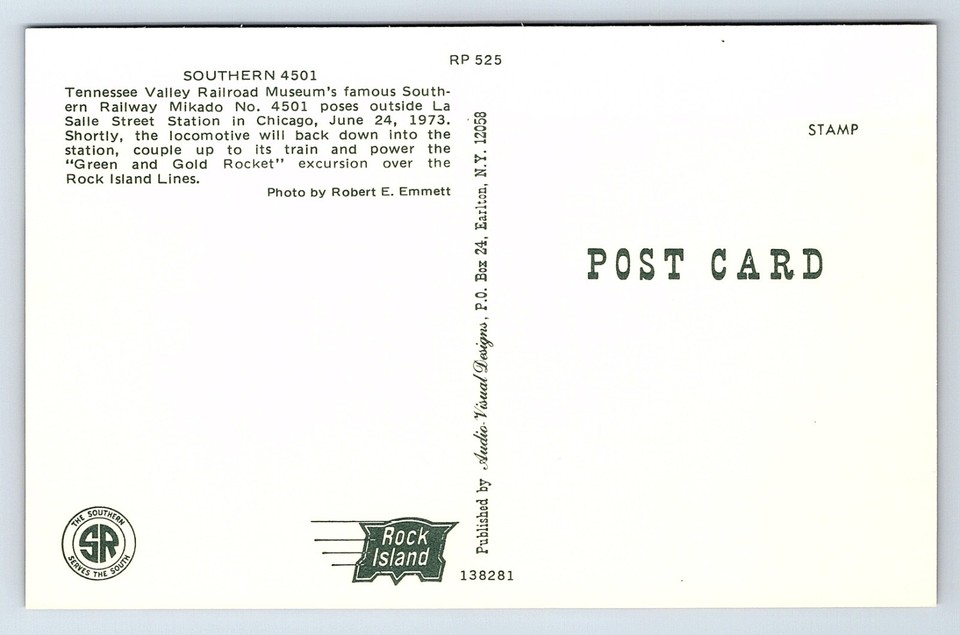 RP 525
SOUTHERN 4501
Tennessee Valley Railroad Museum's famous South-
ern Railway Mikado No. 4501 poses outside La
Salle Street Station in Chicago, June 24, 1973.
Shortly, the locomotive will back down into the
station, couple up to its train and power the
“Green and Gold Rocket” excursion over the
Rock Island Lines.
Photo by Robert E. Emmett
Published by Audio-Visual Designs, P.O. Box 24, Earlton, N.Y. 12058
STAMP
POST CARD
THE SOUTHERN
SR
SERVES THE SOUTH
Rock
Island
138281